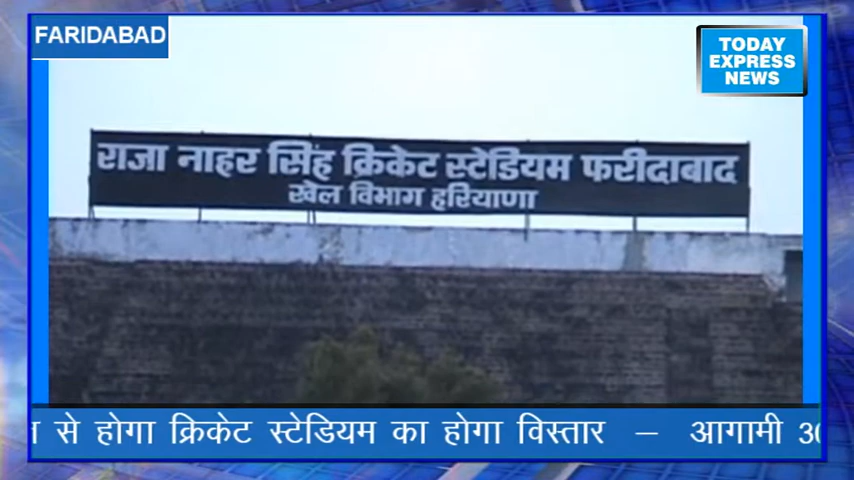 FARIDABAD
TODAY
EXPRESS
NEWS
राजा नाहर सिंह क्रिकेट स्टेडियम फरीदाबाद
खेल विभाग हरियाणा
से होगा क्रिकेट स्टेडियम का होगा विस्तार – आगामी